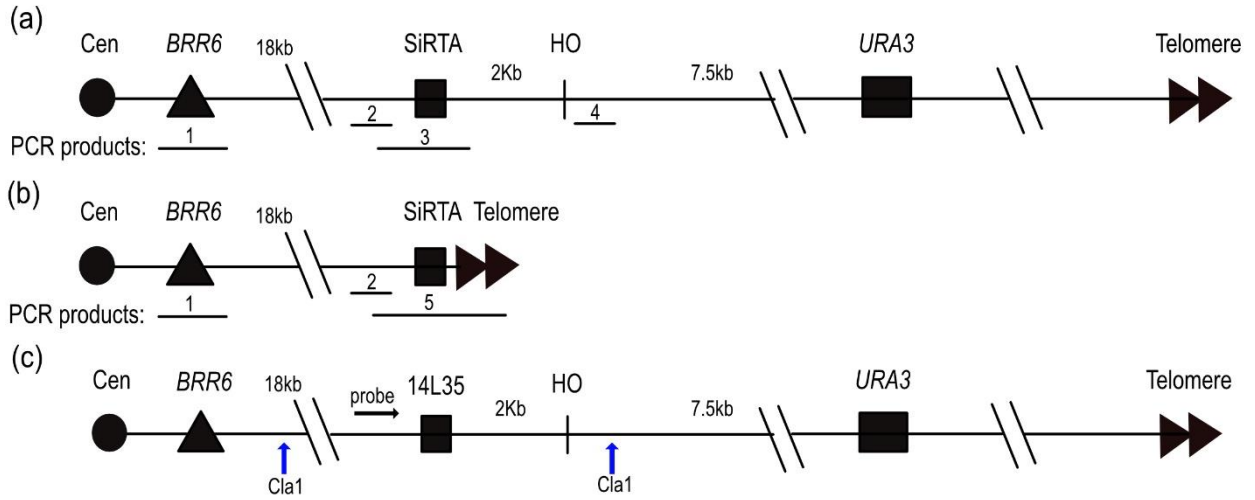 (a)
Cen BRR6 18kb SiRTA 2Kb HO 7.5kb URA3 Telomere
PCR products: 1 2 3 4
(b)
Cen BRR6 18kb SiRTA Telomere
PCR products: 1 2 5
(c)
Cen BRR6 18kb probe 14L35 2Kb HO 7.5kb URA3 Telomere
Cla1 Cla1